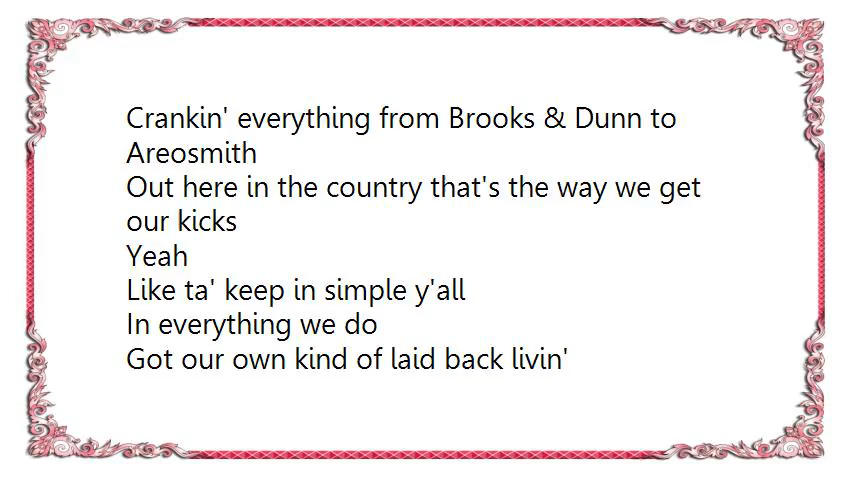 Crankin' everything from Brooks & Dunn to
Areosmith
Out here in the country that's the way we get
our kicks
Yeah
Like ta' keep in simple y'all
In everything we do
Got our own kind of laid back livin'